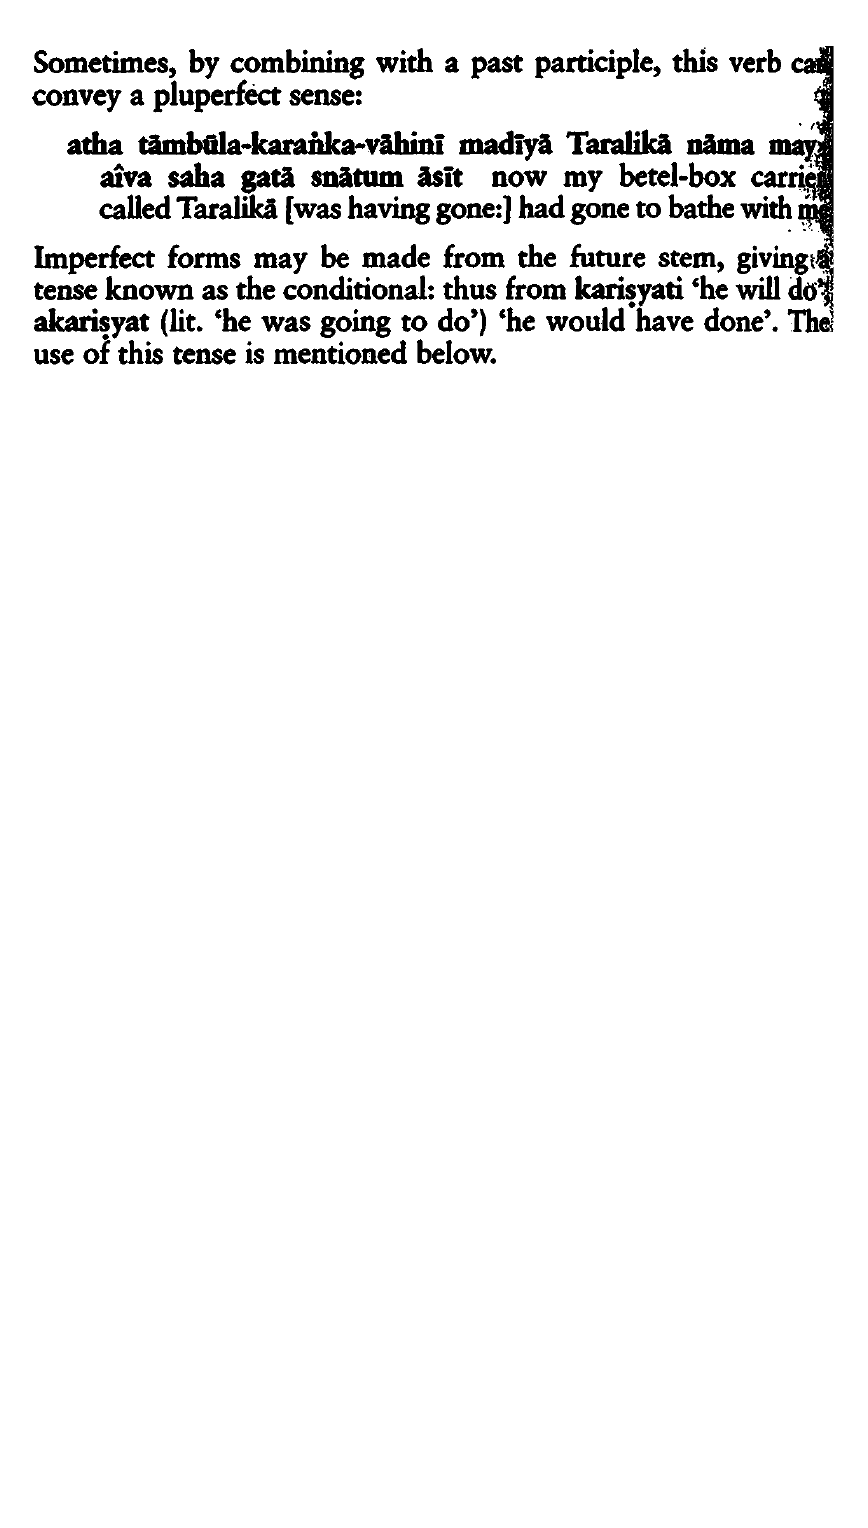 Sometimes, by combining with a past participle, this verb can
convey a pluperfect sense:
atha tāmbūla-karaṅka-vāhinī madīyā Taralikā nāma may
aîva saha gatā snātum āsīt now my betel-box carrier
called Taralikā [was having gone:] had gone to bathe with me
Imperfect forms may be made from the future stem, giving a
tense known as the conditional: thus from kariṣyati ‘he will do’
akariṣyat (lit. ‘he was going to do’) ‘he would have done’. The
use of this tense is mentioned below.